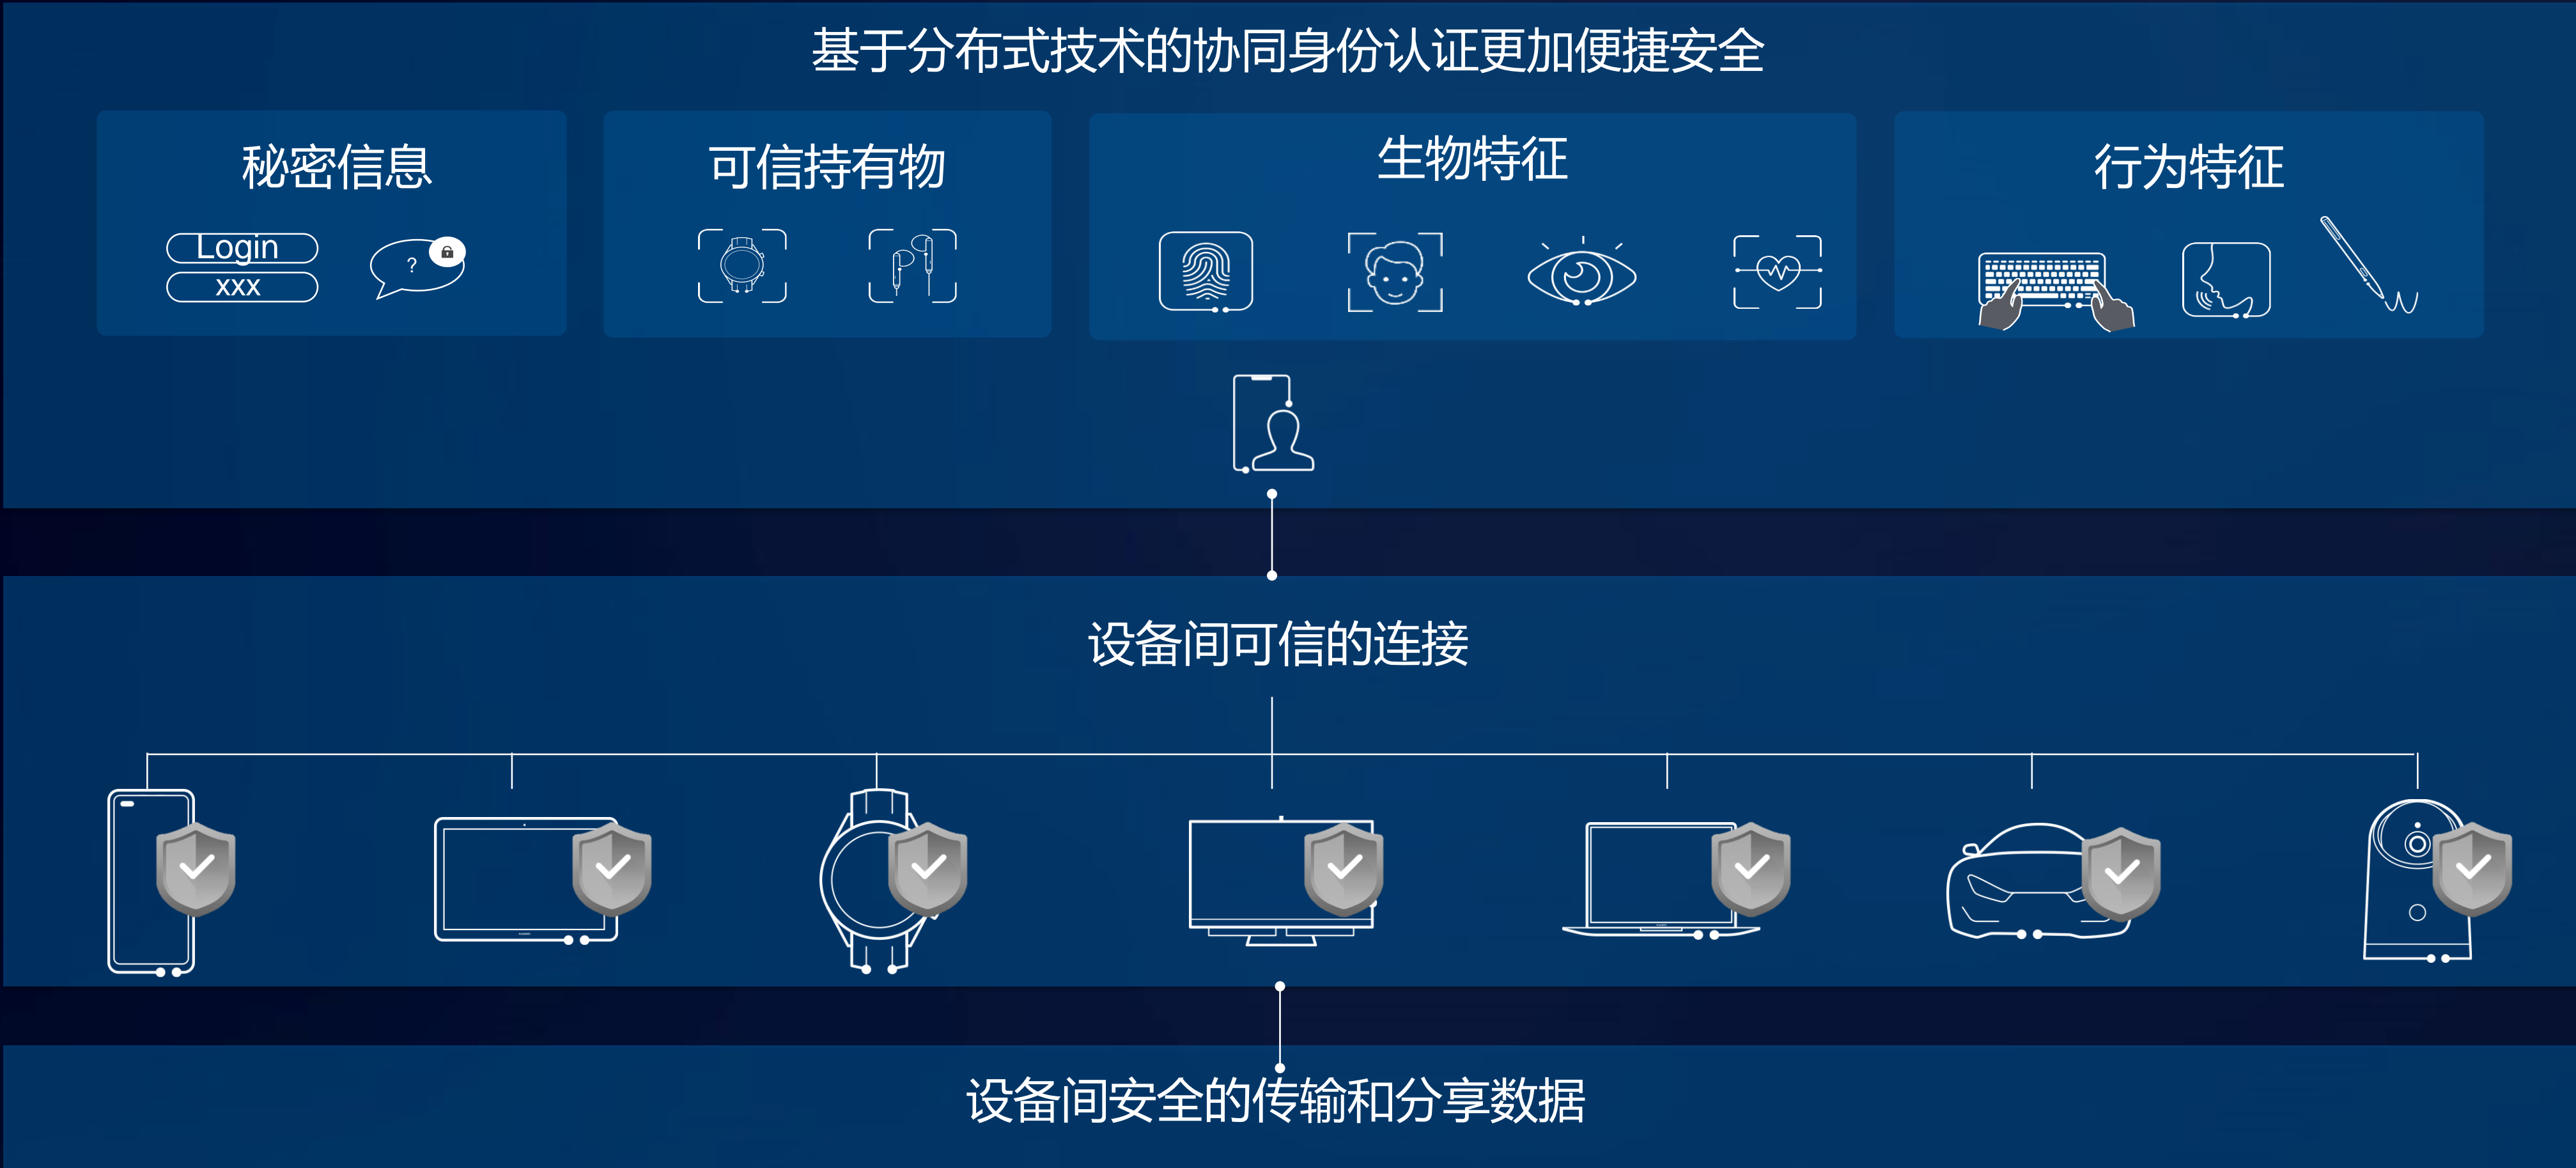 基于分布式技术的协同身份认证更加便捷安全
秘密信息
可信持有物
生物特征
行为特征
Login
?
xxx
设备间可信的连接
设备间安全的传输和分享数据